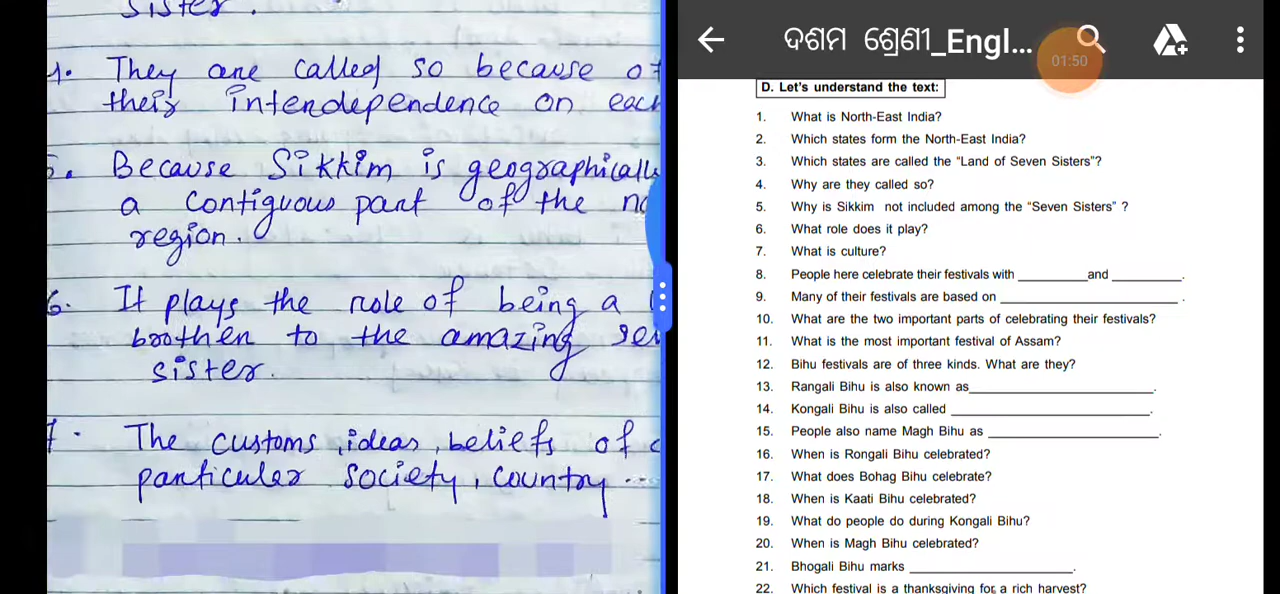 sister.
4. They are called so because of
their interdependence on each
5. Because Sikkim is geographically
a contiguous part of the no
region.
6. It plays the role of being a
brother to the amazing sev
sister.
7. The customs, ideas, beliefs of a
particular society, country ...
ଦଶମ ଶ୍ରେଣୀ_Engl...
01:50
D. Let's understand the text:
1. What is North-East India?
2. Which states form the North-East India?
3. Which states are called the "Land of Seven Sisters"?
4. Why are they called so?
5. Why is Sikkim not included among the "Seven Sisters" ?
6. What role does it play?
7. What is culture?
8. People here celebrate their festivals with __________and __________.
9. Many of their festivals are based on _________________________ .
10. What are the two important parts of celebrating their festivals?
11. What is the most important festival of Assam?
12. Bihu festivals are of three kinds. What are they?
13. Rangali Bihu is also known as__________________________.
14. Kongali Bihu is also called ____________________________.
15. People also name Magh Bihu as ________________________.
16. When is Rongali Bihu celebrated?
17. What does Bohag Bihu celebrate?
18. When is Kaati Bihu celebrated?
19. What do people do during Kongali Bihu?
20. When is Magh Bihu celebrated?
21. Bhogali Bihu marks _______________________.
22. Which festival is a thanksgiving for a rich harvest?